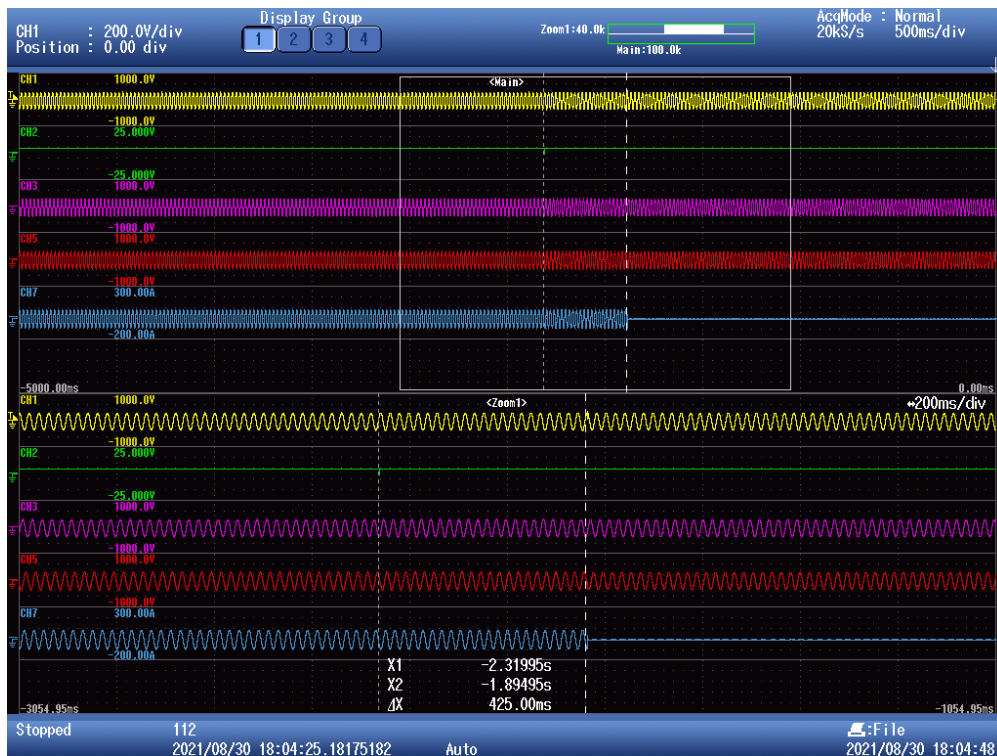 CH1 : 200.0V/div
Position : 0.00 div
Display Group
1 2 3 4
Zoom1:40.0k
Main:100.0k
AcqMode : Normal
20kS/s 500ms/div
CH1 1000.0V
<Main>
-1000.0V
CH2 25.000V
-25.000V
CH3 1000.0V
-1000.0V
CH5 1000.0V
-1000.0V
CH7 300.00A
-200.00A
-5000.00ms 0.00ms
CH1 1000.0V
<Zoom1>
↔200ms/div
-1000.0V
CH2 25.000V
-25.000V
CH3 1000.0V
-1000.0V
CH5 1000.0V
-1000.0V
CH7 300.00A
-200.00A
X1 -2.31995s
X2 -1.89495s
ΔX 425.00ms
-3054.95ms -1054.95ms
Stopped 112 :File
2021/08/30 18:04:25.18175182 Auto 2021/08/30 18:04:48